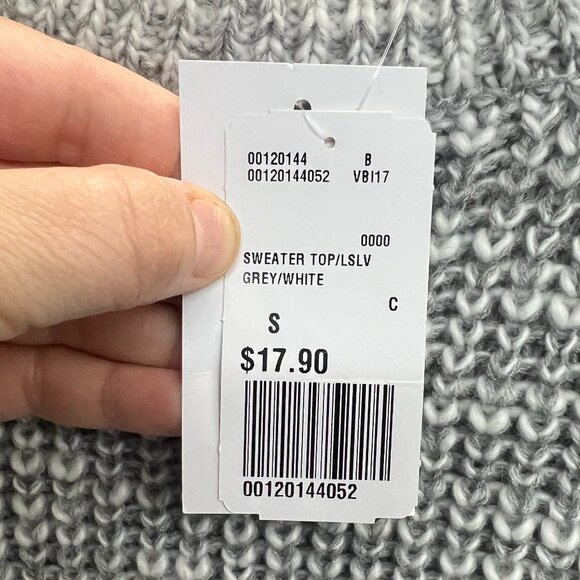 00120144 B
00120144052 VBI17
0000
SWEATER TOP/LSLV
GREY/WHITE
C
S
$17.90
00120144052